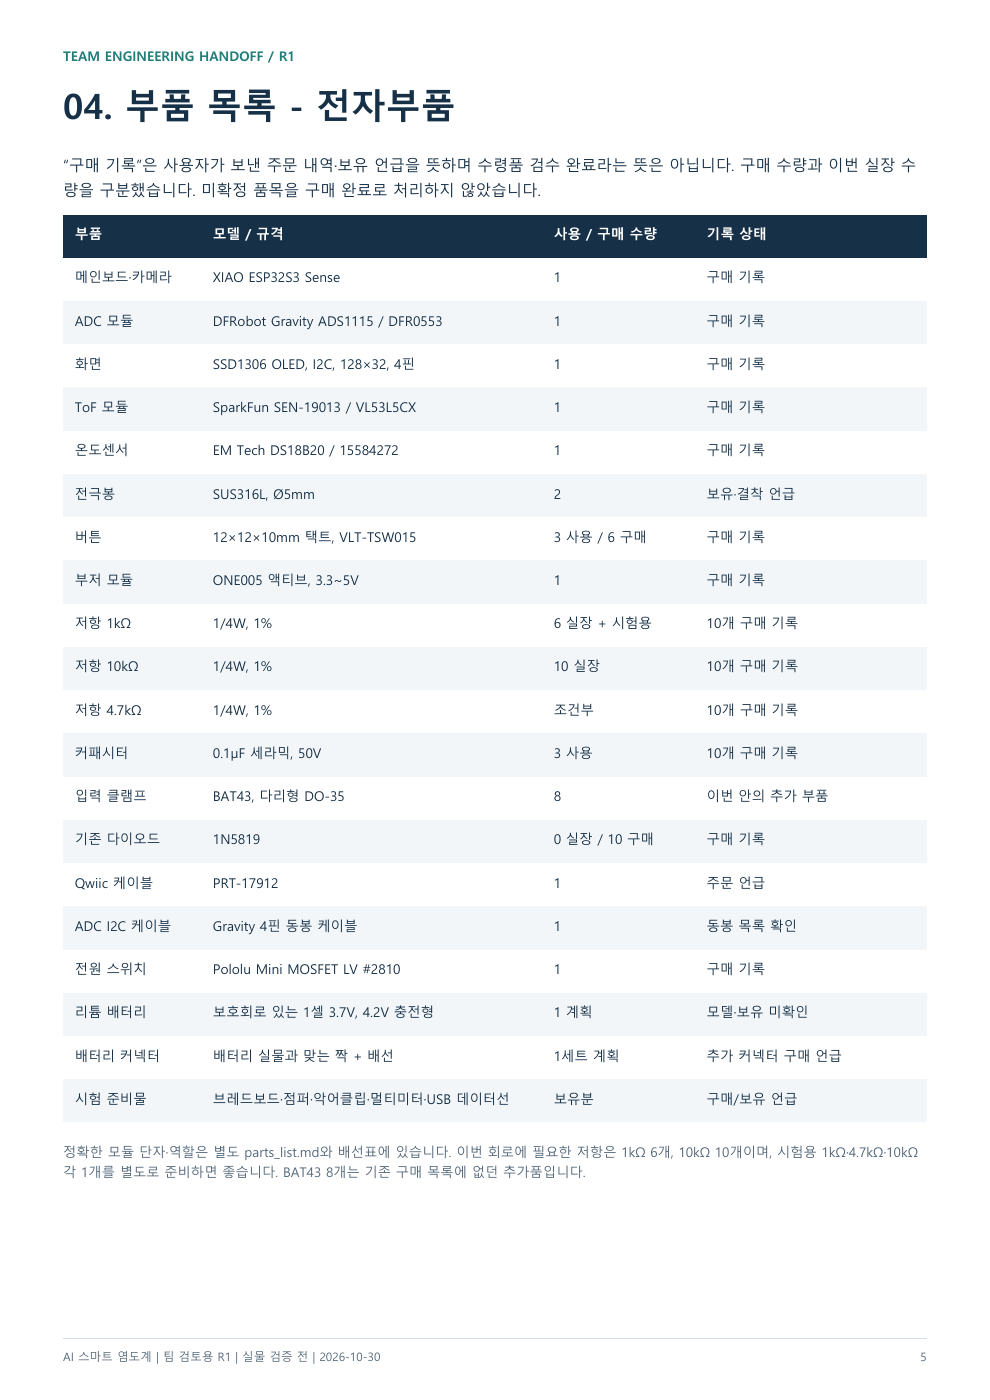 TEAM ENGINEERING HANDOFF / R1
04. 부품 목록 - 전자부품
“구매 기록”은 사용자가 보낸 주문 내역·보유 언급을 뜻하며 수령품 검수 완료라는 뜻은 아닙니다. 구매 수량과 이번 실장 수
량을 구분했습니다. 미확정 품목을 구매 완료로 처리하지 않았습니다.
부품 모델 / 규격 사용 / 구매 수량 기록 상태
메인보드·카메라 XIAO ESP32S3 Sense 1 구매 기록
ADC 모듈 DFRobot Gravity ADS1115 / DFR0553 1 구매 기록
화면 SSD1306 OLED, I2C, 128×32, 4핀 1 구매 기록
ToF 모듈 SparkFun SEN-19013 / VL53L5CX 1 구매 기록
온도센서 EM Tech DS18B20 / 15584272 1 구매 기록
전극봉 SUS316L, Ø5mm 2 보유·결착 언급
버튼 12×12×10mm 택트, VLT-TSW015 3 사용 / 6 구매 구매 기록
부저 모듈 ONE005 액티브, 3.3~5V 1 구매 기록
저항 1kΩ 1/4W, 1% 6 실장 + 시험용 10개 구매 기록
저항 10kΩ 1/4W, 1% 10 실장 10개 구매 기록
저항 4.7kΩ 1/4W, 1% 조건부 10개 구매 기록
커패시터 0.1µF 세라믹, 50V 3 사용 10개 구매 기록
입력 클램프 BAT43, 다리형 DO-35 8 이번 안의 추가 부품
기존 다이오드 1N5819 0 실장 / 10 구매 구매 기록
Qwiic 케이블 PRT-17912 1 주문 언급
ADC I2C 케이블 Gravity 4핀 동봉 케이블 1 동봉 목록 확인
전원 스위치 Pololu Mini MOSFET LV #2810 1 구매 기록
리튬 배터리 보호회로 있는 1셀 3.7V, 4.2V 충전형 1 계획 모델·보유 미확인
배터리 커넥터 배터리 실물과 맞는 짝 + 배선 1세트 계획 추가 커넥터 구매 언급
시험 준비물 브레드보드·점퍼·악어클립·멀티미터·USB 데이터선 보유분 구매/보유 언급
정확한 모듈 단자·역할은 별도 parts_list.md와 배선표에 있습니다. 이번 회로에 필요한 저항은 1kΩ 6개, 10kΩ 10개이며, 시험용 1kΩ·4.7kΩ·10kΩ
각 1개를 별도로 준비하면 좋습니다. BAT43 8개는 기존 구매 목록에 없던 추가품입니다.
AI 스마트 염도계 | 팀 검토용 R1 | 실물 검증 전 | 2026-10-30 5